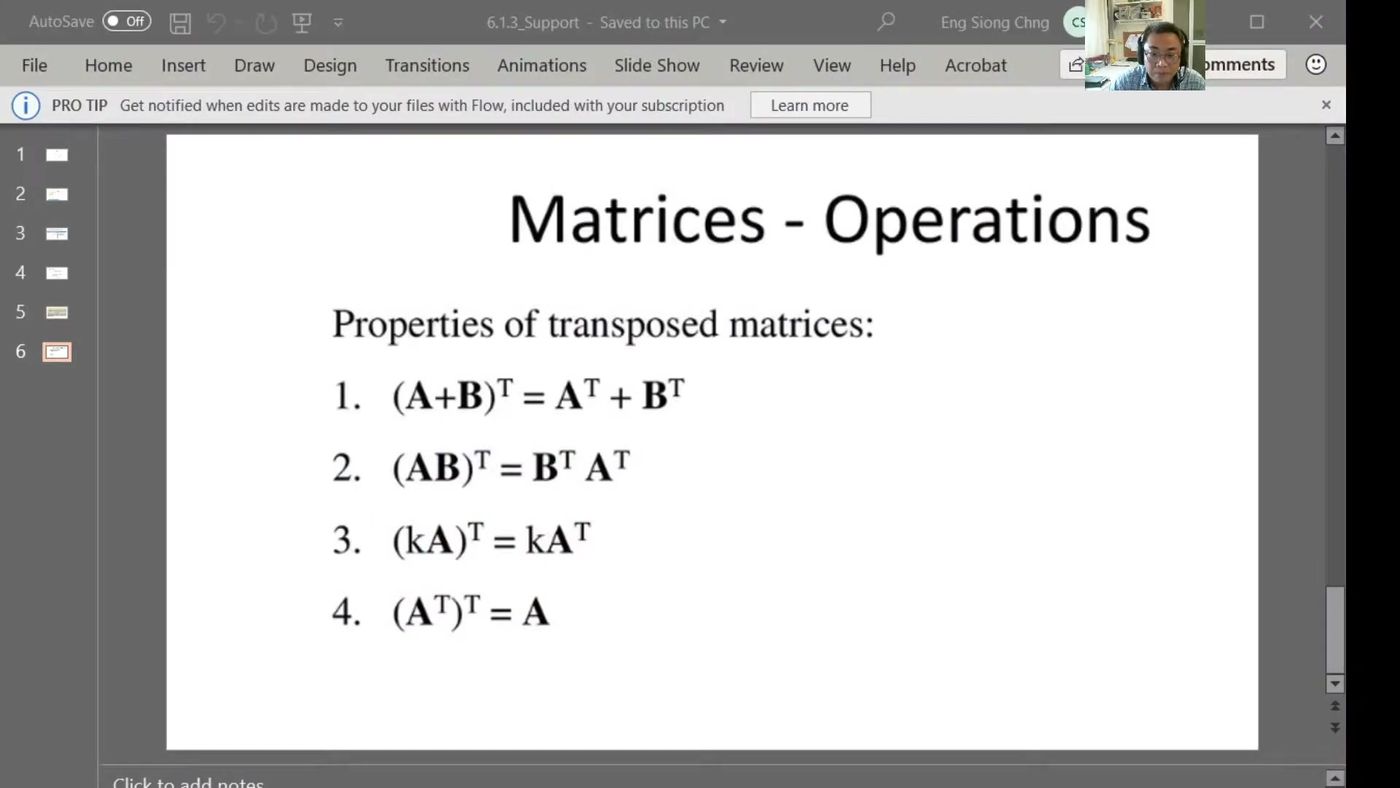 AutoSave Off 6.1.3_Support - Saved to this PC Eng Siong Chng CS
File Home Insert Draw Design Transitions Animations Slide Show Review View Help Acrobat omments
PRO TIP Get notified when edits are made to your files with Flow, included with your subscription Learn more
1
2
3
4
5
6
Matrices - Operations
Properties of transposed matrices:
1. (A+B)ᵀ = Aᵀ + Bᵀ
2. (AB)ᵀ = Bᵀ Aᵀ
3. (kA)ᵀ = kAᵀ
4. (Aᵀ)ᵀ = A
Click to add notes